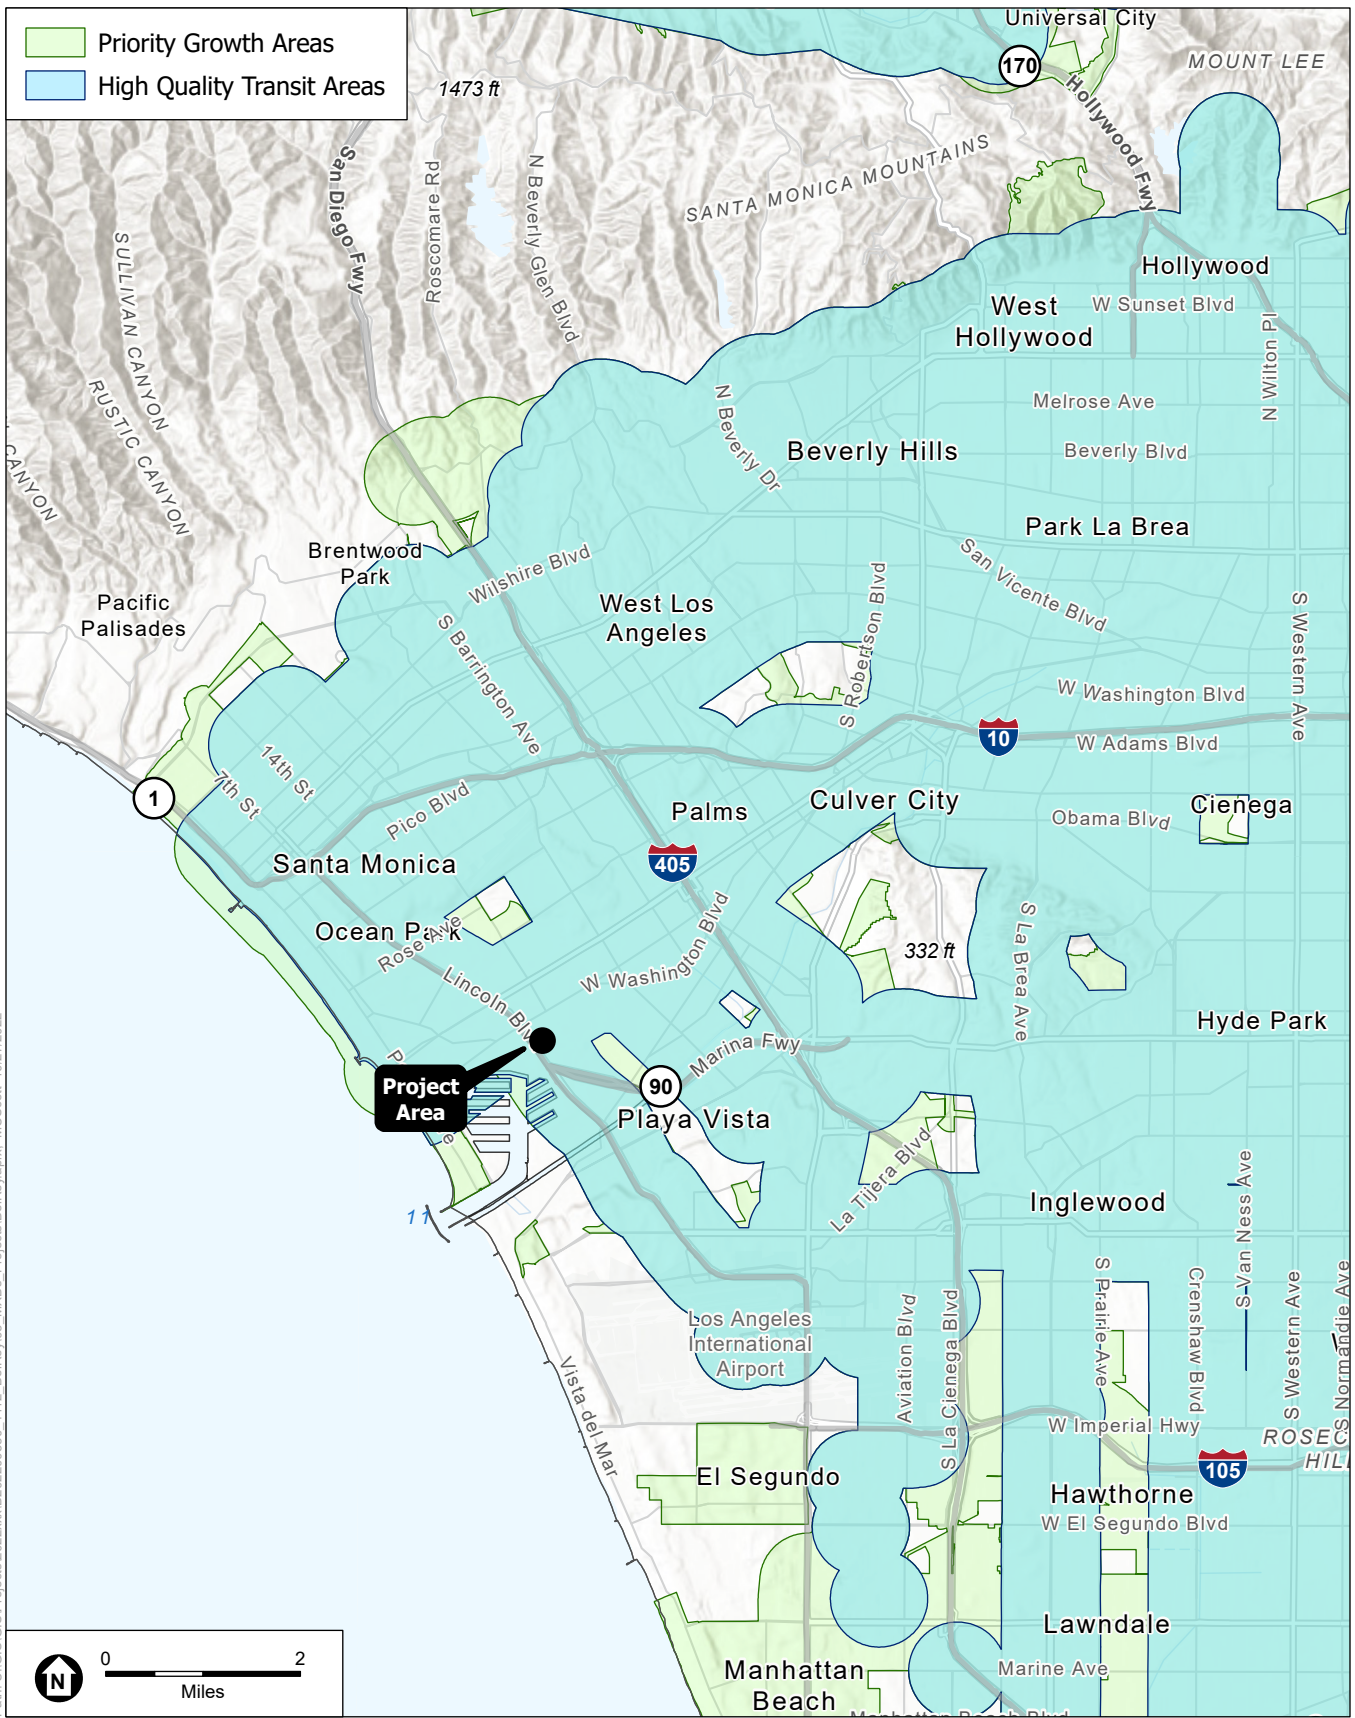 Priority Growth Areas
High Quality Transit Areas
Universal City
170
MOUNT LEE
1473 ft
Hollywood Fwy
San Diego Fwy
Roscomare Rd
N Beverly Glen Blvd
SANTA MONICA MOUNTAINS
SULLIVAN CANYON
RUSTIC CANYON
CANYON
Hollywood
West
Hollywood
W Sunset Blvd
N Wilton Pl
Melrose Ave
N Beverly Dr
Beverly Hills
Beverly Blvd
Park La Brea
Brentwood
Park
Wilshire Blvd
San Vicente Blvd
Pacific
Palisades
West Los
Angeles
S Robertson Blvd
S Western Ave
S Barrington Ave
W Washington Blvd
10
W Adams Blvd
14th St
7th St
1
Pico Blvd
Palms
Culver City
Cienega
Obama Blvd
Santa Monica
405
Ocean Park
Rose Ave
332 ft
S La Brea Ave
W Washington Blvd
Lincoln Blv
Hyde Park
Marina Fwy
Project
Area
90
Playa Vista
La Tijera Blvd
Inglewood
S Van Ness Ave
11
S Prairie Ave
Crenshaw Blvd
S Western Ave
S Normandie Ave
Los Angeles
International
Airport
Aviation Blvd
S La Cienega Blvd
Vista del Mar
W Imperial Hwy
ROSEC
HILL
105
El Segundo
Hawthorne
W El Segundo Blvd
Lawndale
Marine Ave
Manhattan
Beach
Manhattan Beach Blvd
N
0
2
Miles